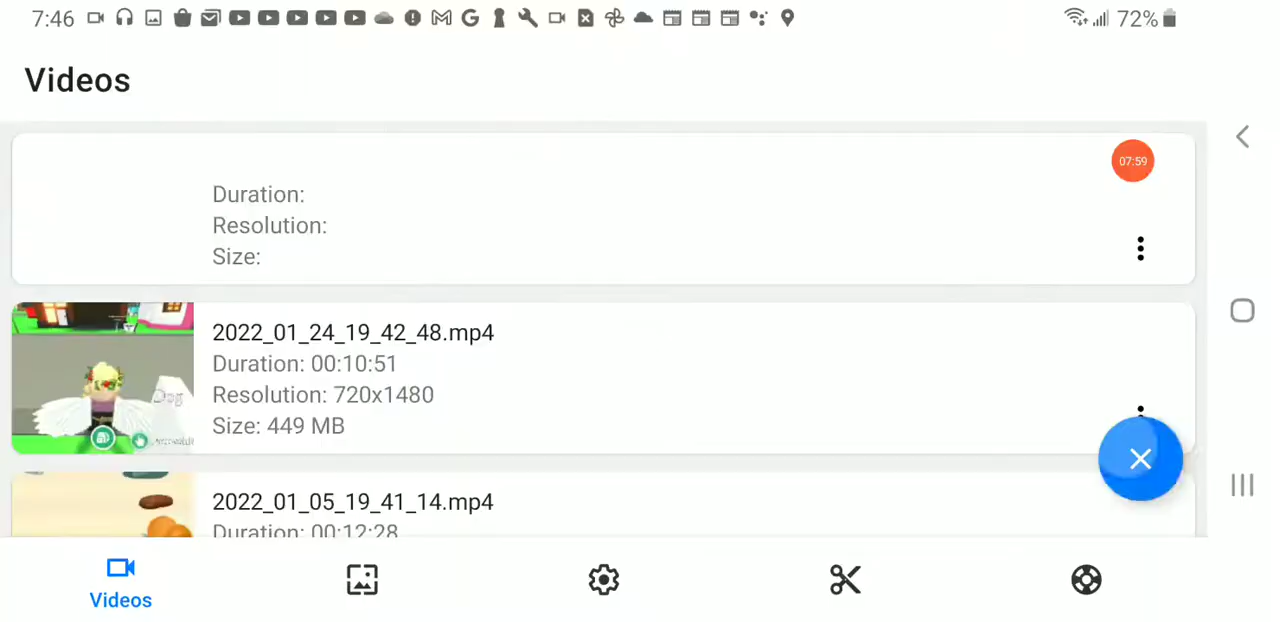 7:46
72%
Videos
07:59
Duration:
Resolution:
Size:
2022_01_24_19_42_48.mp4
Duration: 00:10:51
Resolution: 720x1480
Size: 449 MB
2022_01_05_19_41_14.mp4
Duration: 00:12:28
Videos